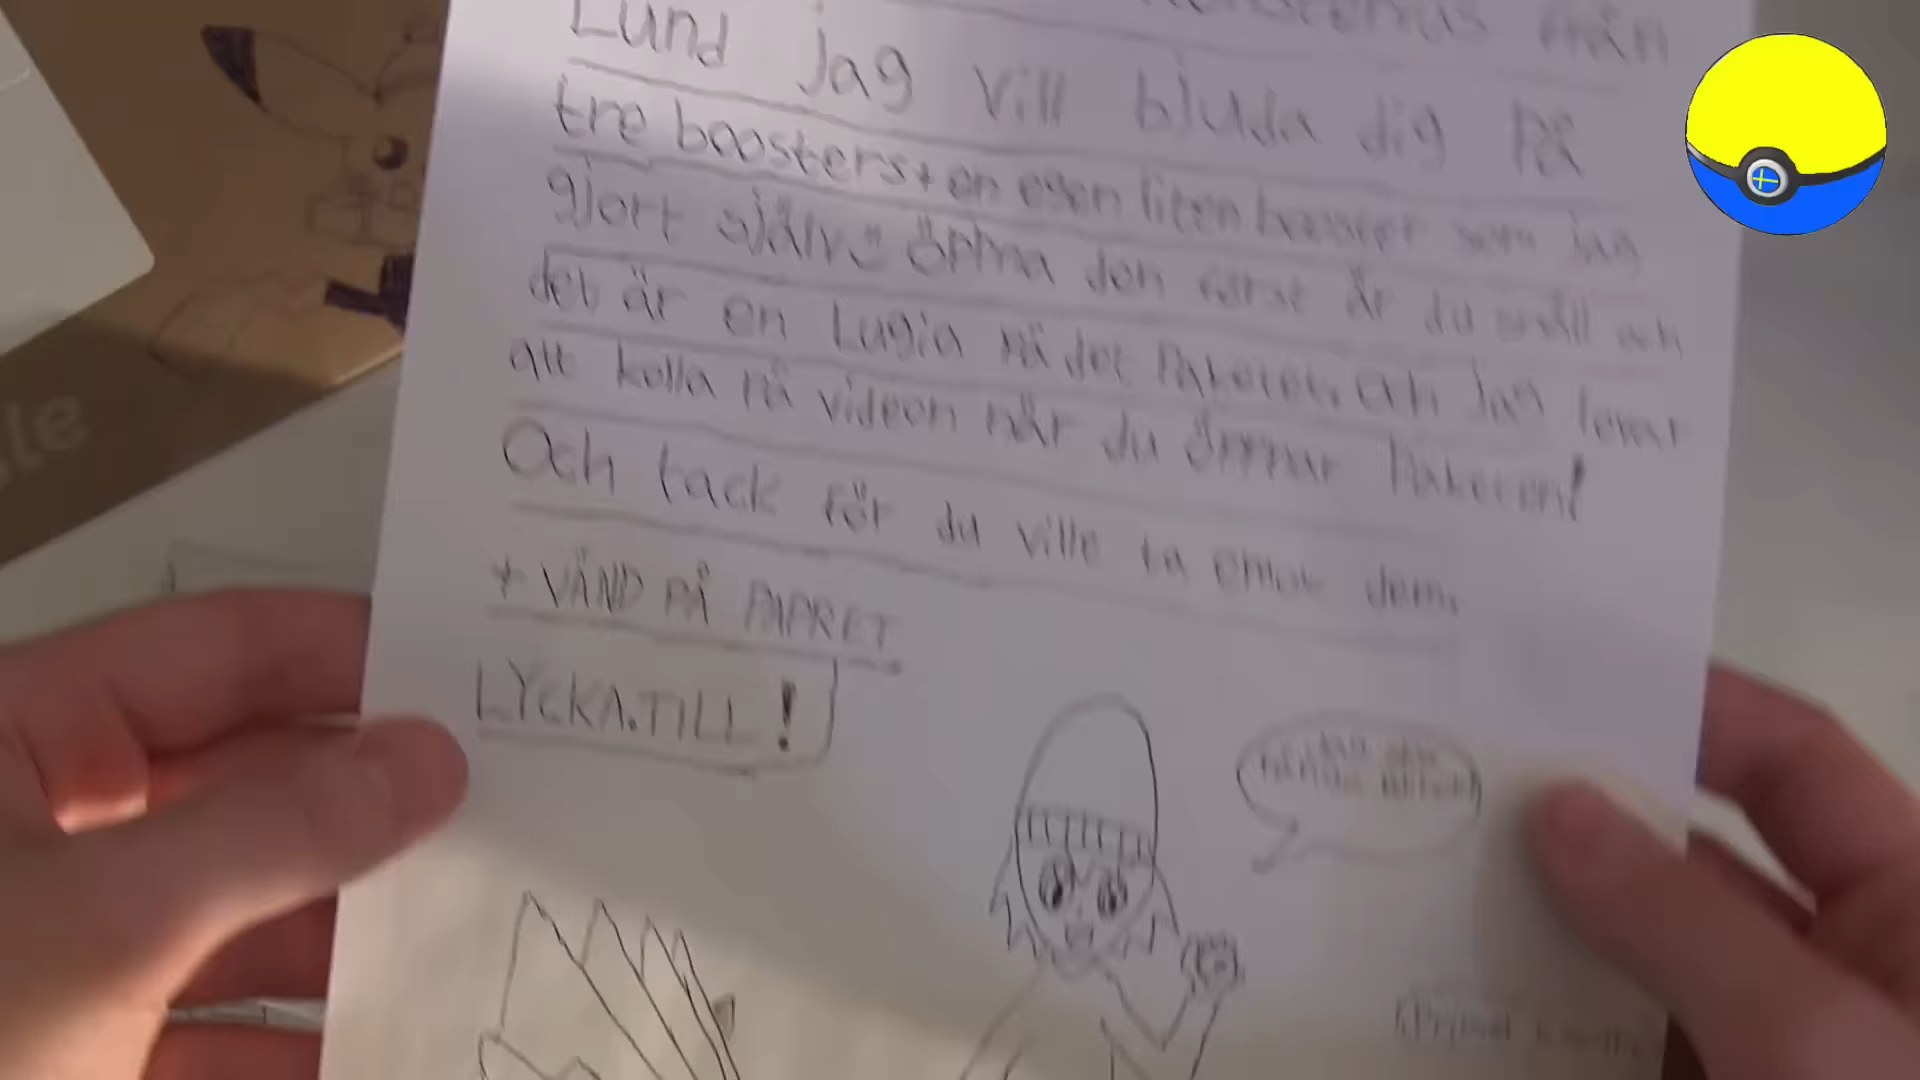 från
Lund jag vill bjuda dig på
tre boosters + en egen liten booster som jag
gjort själv öppna den först är du snäll och
det är en Lugia på det Paketet och jag lovar
att kolla på videon när du öppnar Paketen!
Och tack för du ville ta emot dem.
+ VÄND PÅ PAPRET
LYCKA.TILL!